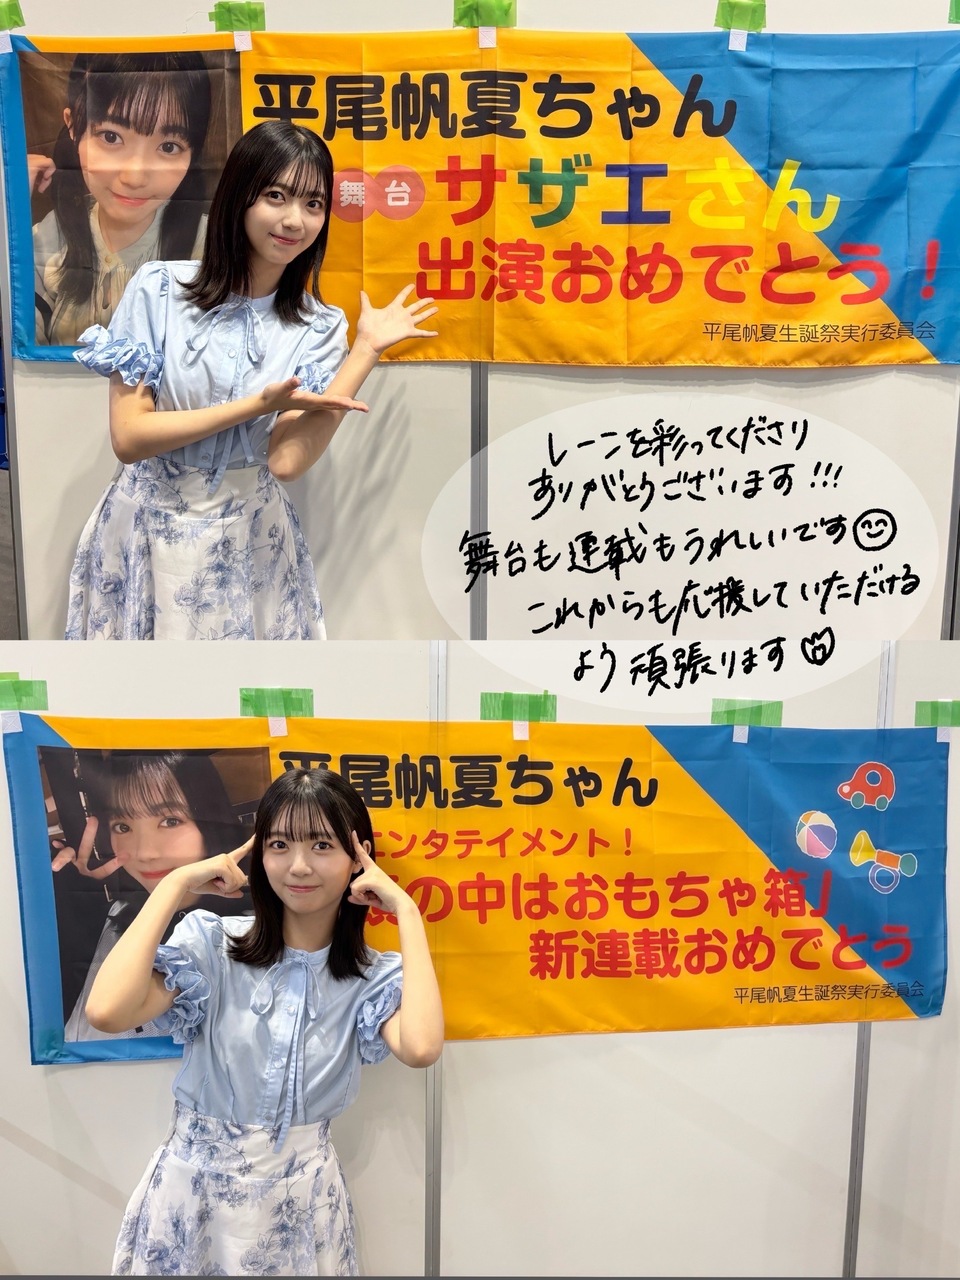 平尾帆夏ちゃん
舞台 サザエさん
出演おめでとう！
平尾帆夏生誕祭実行委員会
レーンを彩ってくださり
ありがとうございます!!!
舞台も連載もうれしいです
これからも応援していただける
よう頑張ります
平尾帆夏ちゃん
エンタテイメント！
の中はおもちゃ箱」
新連載おめでとう
平尾帆夏生誕祭実行委員会